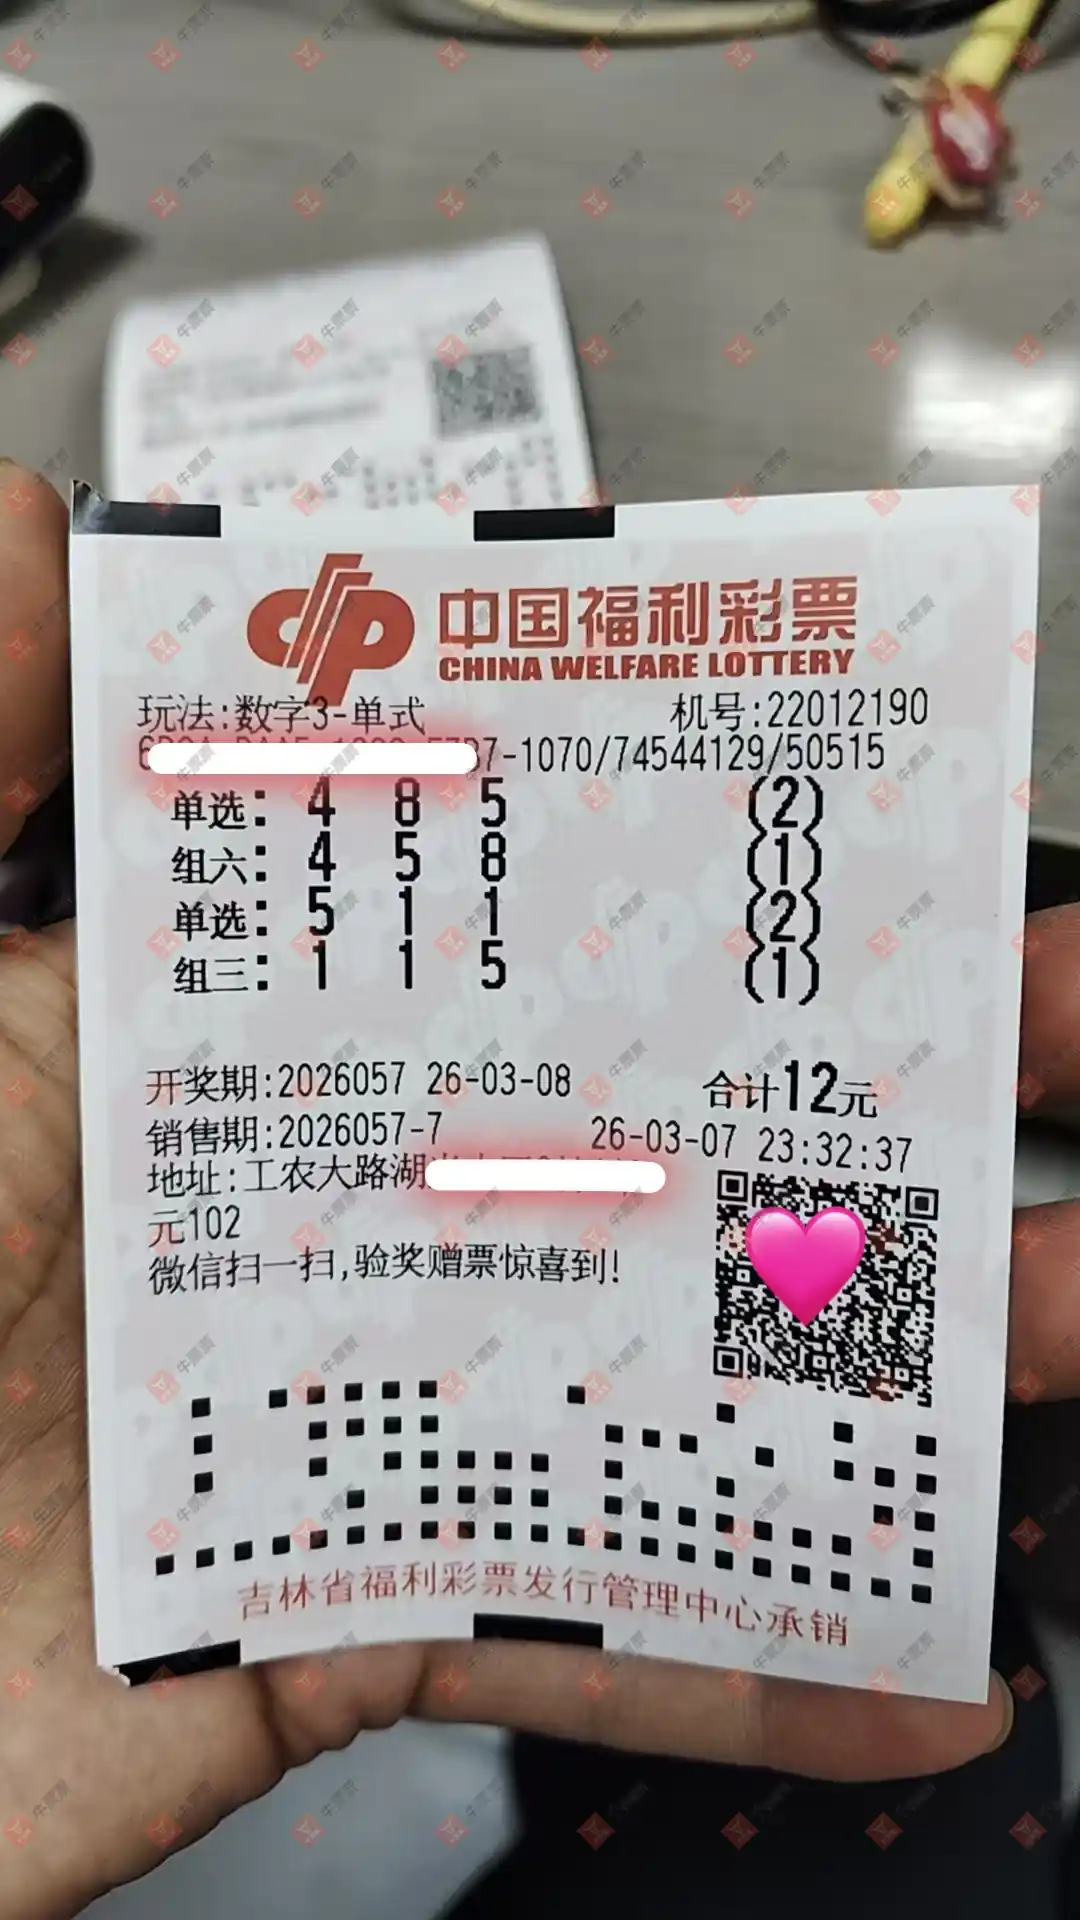 中国福利彩票
CHINA WELFARE LOTTERY
玩法:数字3-单式 机号:22012190
7-1070/74544129/50515
单选: 4 8 5 (2)
组六: 4 5 8 (1)
单选: 5 1 1 (2)
组三: 1 1 5 (1)
开奖期:2026057 26-03-08 合计12元
销售期:2026057-7 26-03-07 23:32:37
地址:工农大路湖
元102
微信扫一扫,验奖赠票惊喜到!
吉林省福利彩票发行管理中心承销
牛票票